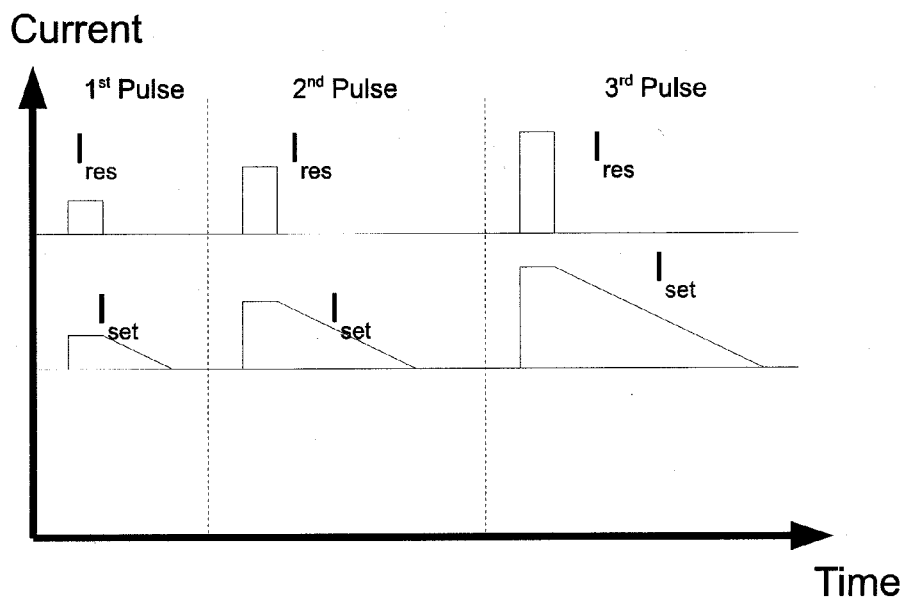 Current
1st Pulse
2nd Pulse
3rd Pulse
Ires
Ires
Ires
Iset
Iset
Iset
Time